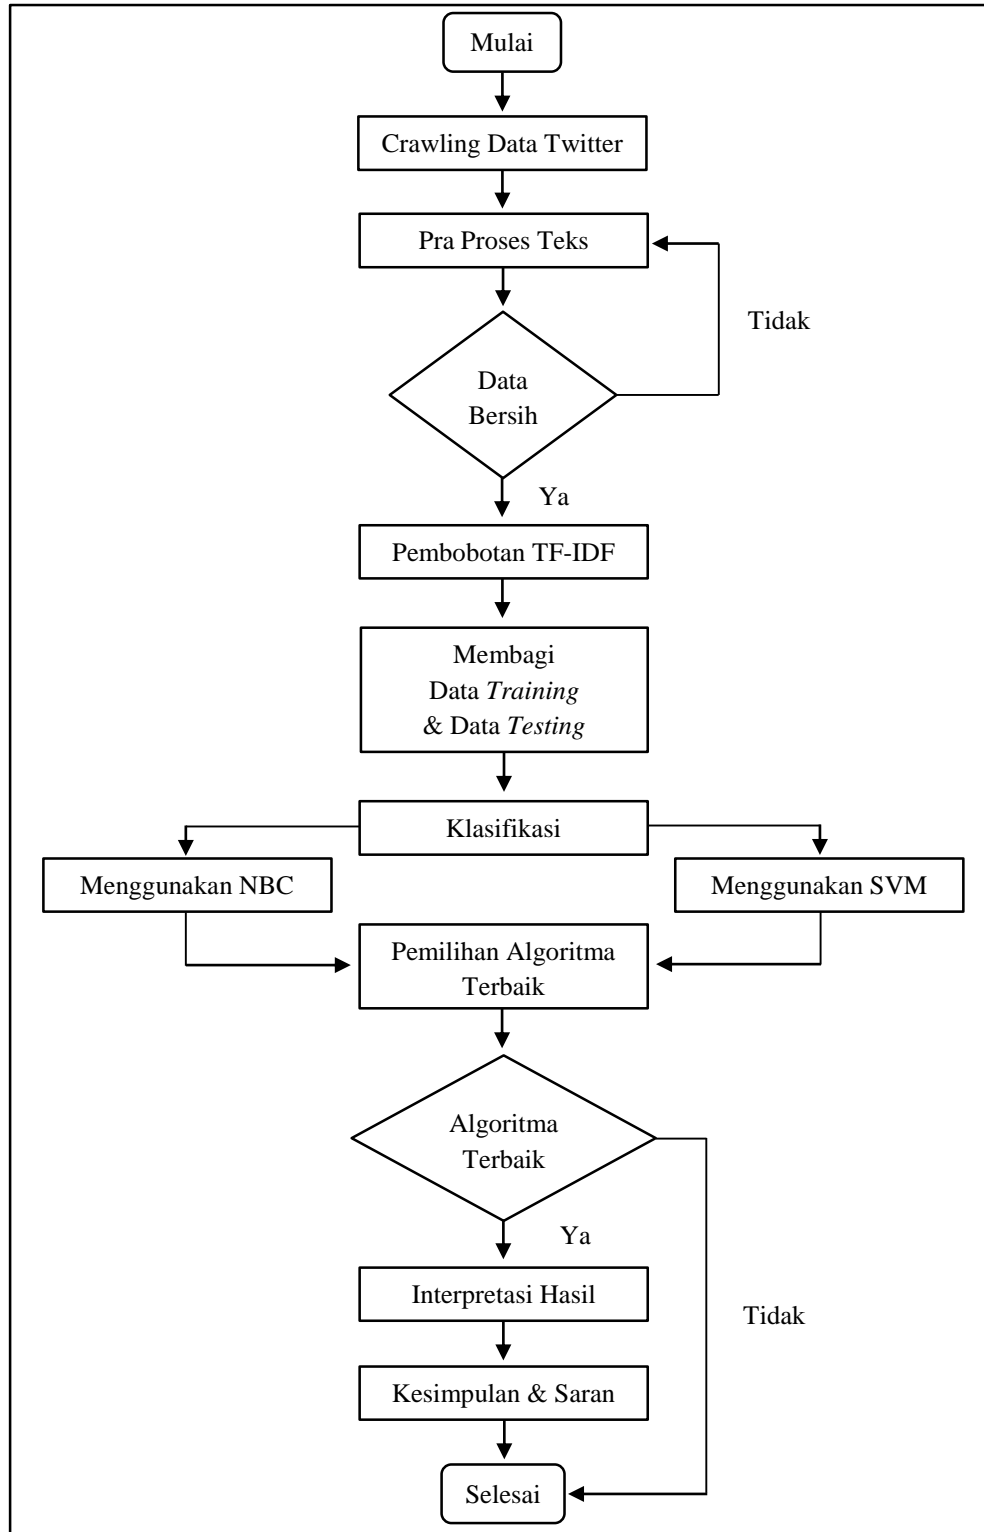 Mulai
Crawling Data Twitter
Pra Proses Teks
Tidak
Data
Bersih
Ya
Pembobotan TF-IDF
Membagi
Data Training
& Data Testing
Klasifikasi
Menggunakan NBC
Menggunakan SVM
Pemilihan Algoritma
Terbaik
Algoritma
Terbaik
Ya
Interpretasi Hasil
Tidak
Kesimpulan & Saran
Selesai